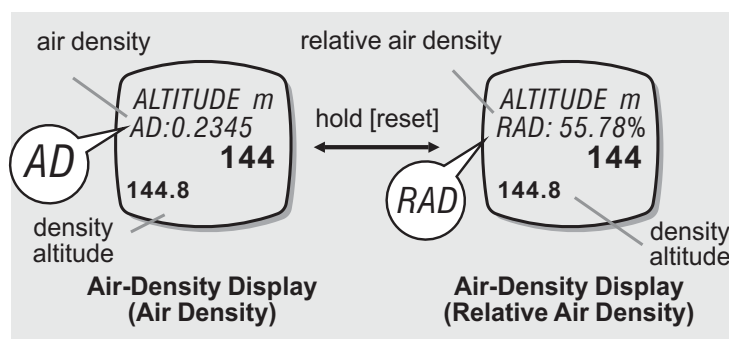 air density
relative air density
ALTITUDE m
AD:0.2345
144
144.8
AD
density
altitude
Air-Density Display
(Air Density)
hold [reset]
ALTITUDE m
RAD: 55.78%
144
144.8
RAD
density
altitude
Air-Density Display
(Relative Air Density)